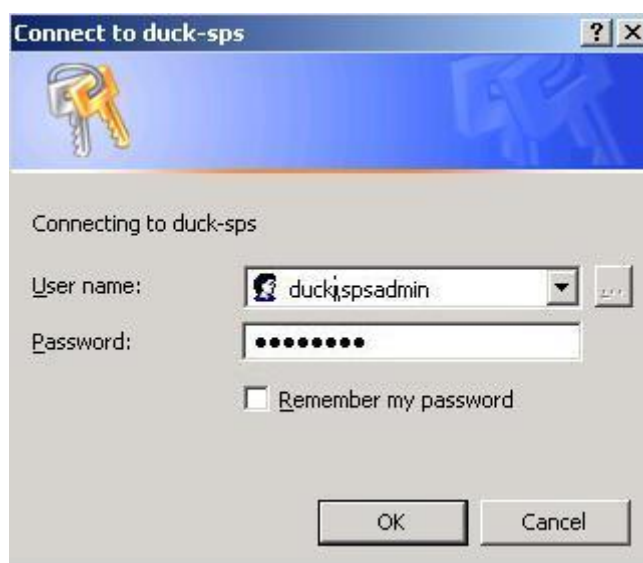 Connect to duck-sps
Connecting to duck-sps
User name:
duck\spsadmin
Password:
●●●●●●●●
Remember my password
OK
Cancel